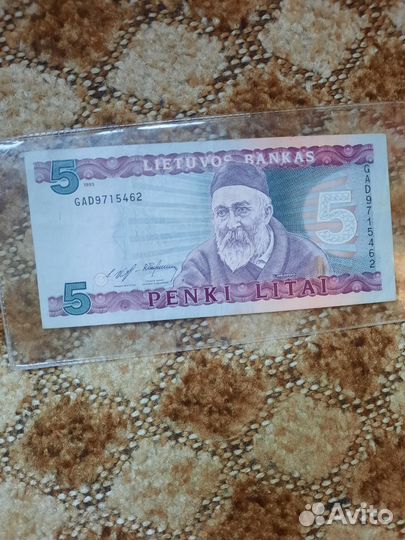 5
LIETUVOS BANKAS
1993
GAD9715462
GAD9715462
5
5
PENKI LITAI
Avito